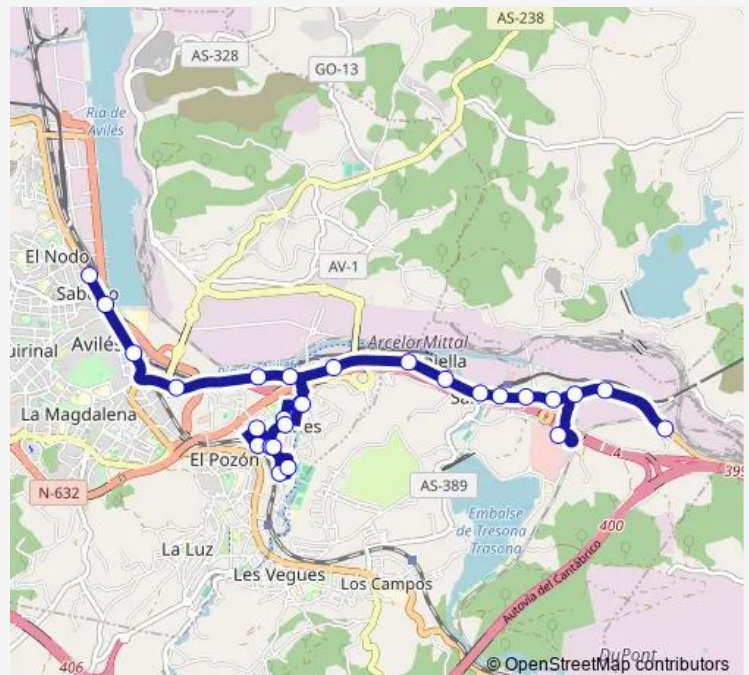 AS-238
AS-328
GO-13
Ría de
Avilés
El Nodo
AV-1
Avilés
ArcelorMittal
La Magdalena
El Pozón
AS-389
N-632
4
399
Embalse
de Tresona
Trasona
400
La Luz
Les Vegues
Los Campos
Autovía del Cantábrico
406
DuPont
© OpenStreetMap contributors